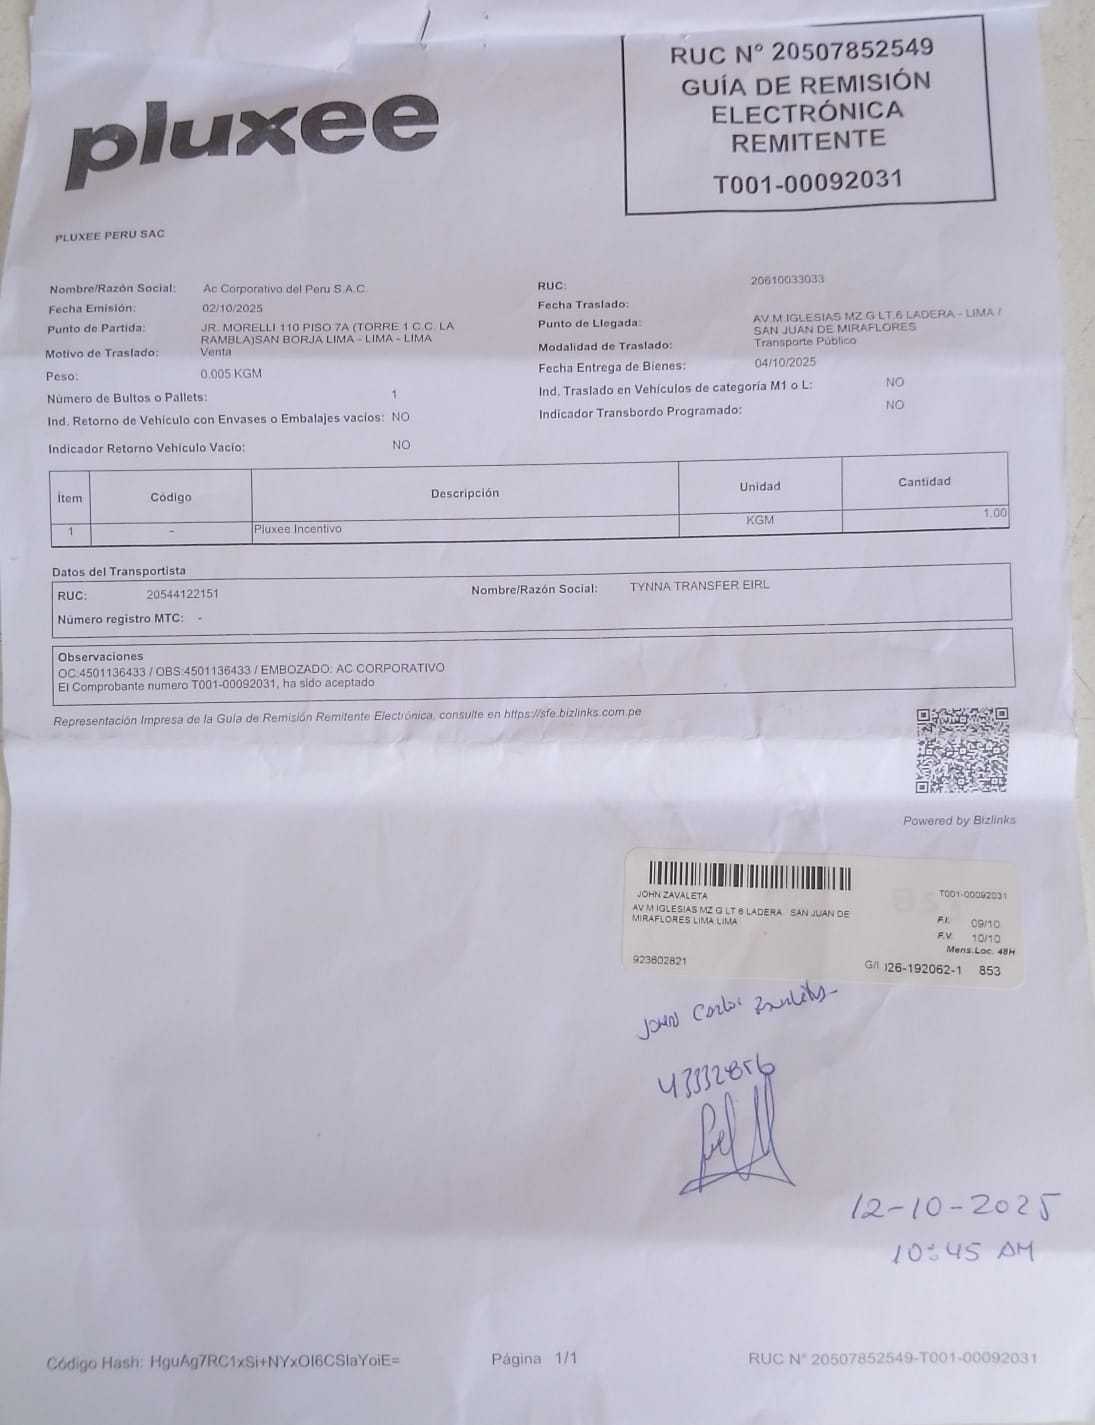 pluxee
RUC N° 20507852549
GUÍA DE REMISIÓN
ELECTRÓNICA
REMITENTE
T001-00092031
PLUXEE PERU SAC
Nombre/Razón Social: Ac Corporativo del Peru S.A.C.
Fecha Emisión: 02/10/2025
Punto de Partida: JR. MORELLI 110 PISO 7A (TORRE 1 C.C. LA
RAMBLA)SAN BORJA LIMA - LIMA - LIMA
Motivo de Traslado: Venta
Peso: 0.005 KGM
Número de Bultos o Pallets: 1
Ind. Retorno de Vehículo con Envases o Embalajes vacíos: NO
Indicador Retorno Vehículo Vacío: NO
RUC: 20610033033
Fecha Traslado:
Punto de Llegada: AV.M IGLESIAS MZ G LT.6 LADERA - LIMA /
SAN JUAN DE MIRAFLORES
Modalidad de Traslado: Transporte Público
Fecha Entrega de Bienes: 04/10/2025
Ind. Traslado en Vehículos de categoría M1 o L: NO
Indicador Transbordo Programado: NO
Ítem Código Descripción Unidad Cantidad
1 - Pluxee Incentivo KGM 1.00
Datos del Transportista
RUC: 20544122151 Nombre/Razón Social: TYNNA TRANSFER EIRL
Número registro MTC: -
Observaciones
OC:4501136433 / OBS:4501136433 / EMBOZADO: AC CORPORATIVO
El Comprobante numero T001-00092031, ha sido aceptado
Representación Impresa de la Guía de Remisión Remitente Electrónica, consulte en https://sfe.bizlinks.com.pe
Powered by Bizlinks
JOHN ZAVALETA T001-00092031
AV M IGLESIAS MZ G LT 6 LADERA SAN JUAN DE
MIRAFLORES LIMA LIMA
F.I. 09/10
F.V. 10/10
Mens.Loc. 48H
923602821 G/I 026-192062-1 853
John Carlos Zavaleta
43332856
12-10-2025
10:45 AM
Código Hash: HguAg7RC1xSi+NYxOI6CSIaYoiE= Página 1/1 RUC N° 20507852549-T001-00092031